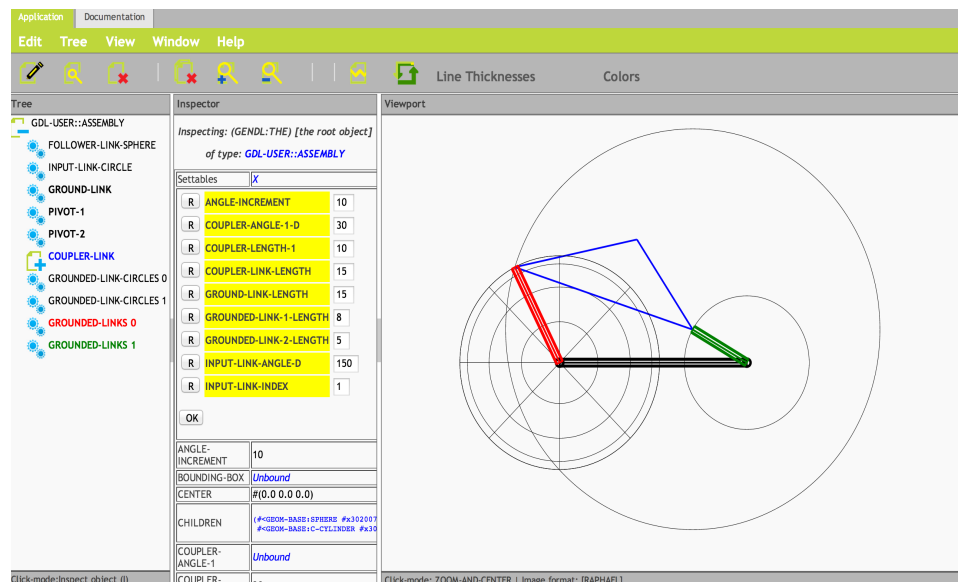 Application Documentation
Edit Tree View Window Help
Line Thicknesses Colors
Tree
GDL-USER::ASSEMBLY
FOLLOWER-LINK-SPHERE
INPUT-LINK-CIRCLE
GROUND-LINK
PIVOT-1
PIVOT-2
COUPLER-LINK
GROUNDED-LINK-CIRCLES 0
GROUNDED-LINK-CIRCLES 1
GROUNDED-LINKS 0
GROUNDED-LINKS 1
Click-mode:Inspect object (I)
Inspector
Inspecting: (GENDL:THE) [the root object]
of type: GDL-USER::ASSEMBLY
Settables X
R ANGLE-INCREMENT 10
R COUPLER-ANGLE-1-D 30
R COUPLER-LENGTH-1 10
R COUPLER-LINK-LENGTH 15
R GROUND-LINK-LENGTH 15
R GROUNDED-LINK-1-LENGTH 8
R GROUNDED-LINK-2-LENGTH 5
R INPUT-LINK-ANGLE-D 150
R INPUT-LINK-INDEX 1
OK
ANGLE-
INCREMENT 10
BOUNDING-BOX Unbound
CENTER #(0.0 0.0 0.0)
CHILDREN (#<GEOM-BASE:SPHERE #x302007
#<GEOM-BASE:C-CYLINDER #x30
COUPLER-
ANGLE-1 Unbound
COUPLER-
Viewport
Click-mode: ZOOM-AND-CENTER | Image format: [RAPHAEL]